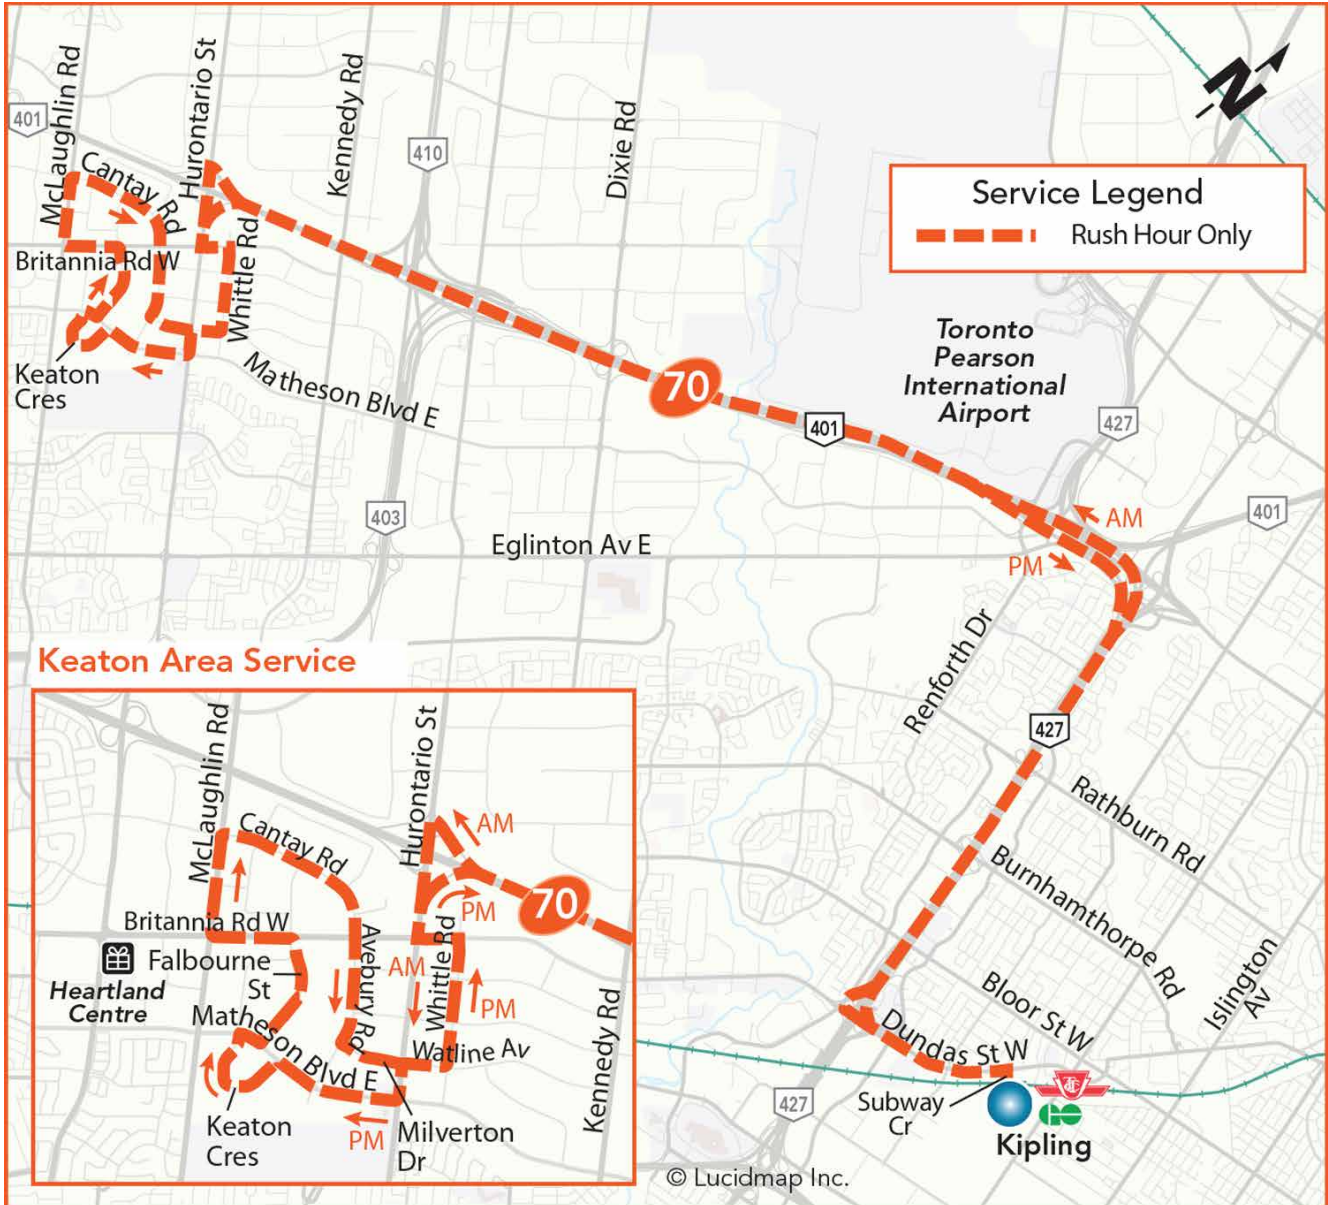 McLaughlin Rd
Hurontario St
Kennedy Rd
Dixie Rd
N
401
410
Cantay Rd
Service Legend
Rush Hour Only
Britannia Rd W
Whittle Rd
Keaton
Cres
Matheson Blvd E
70
401
Toronto
Pearson
International
Airport
427
403
401
AM
PM
Eglinton Av E
Renforth Dr
427
Rathburn Rd
Burnhamthorpe Rd
Islington
Av
Bloor St W
Dundas St W
Subway
Cr
427
TTC
GO
Kipling
© Lucidmap Inc.
Keaton Area Service
McLaughlin Rd
Hurontario St
AM
Cantay Rd
70
PM
Britannia Rd W
Falbourne
St
Heartland
Centre
Avebury Rd
AM
Whittle Rd
PM
Matheson Blvd E
Watline Av
Kennedy Rd
Keaton
Cres
PM
Milverton
Dr